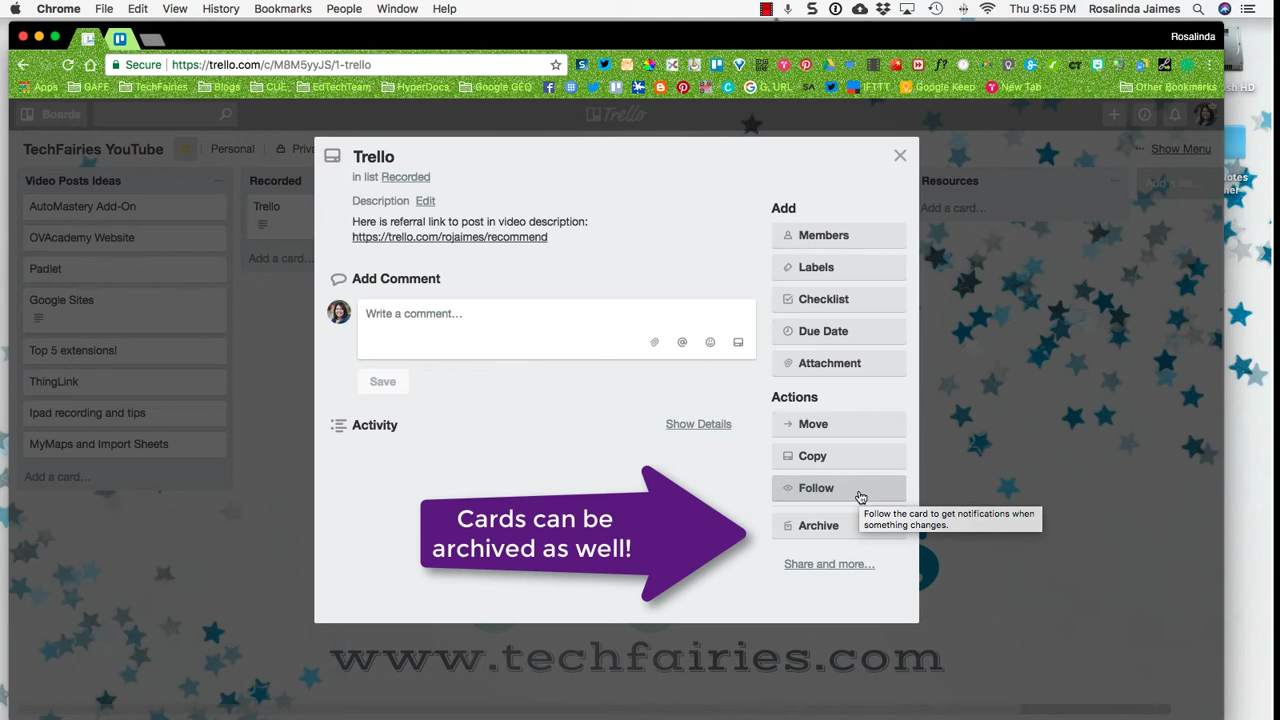 Chrome File Edit View History Bookmarks People Window Help Thu 9:55 PM Rosalinda Jaimes
Rosalinda
Secure https://trello.com/c/M8M5yyJS/1-trello
Apps GAFE TechFairies Blogs CUE EdTechTeam HyperDocs Google GEQ G, URL IFTTT Google Keep New Tab Other Bookmarks
Boards Trello
TechFairies YouTube Personal Show Menu
Video Posts Ideas
AutoMastery Add-On
OVAcademy Website
Padlet
Google Sites
Top 5 extensions!
ThingLink
Ipad recording and tips
MyMaps and Import Sheets
Add a card...
Recorded
Trello
Add a card...
Trello
in list Recorded
Description Edit
Here is referral link to post in video description:
https://trello.com/rojaimes/recommend
Add Comment
Write a comment...
Save
Activity Show Details
Cards can be
archived as well!
Add
Members
Labels
Checklist
Due Date
Attachment
Actions
Move
Copy
Follow
Follow the card to get notifications when
something changes.
Archive
Share and more...
Resources
Add a card...
www.techfairies.com